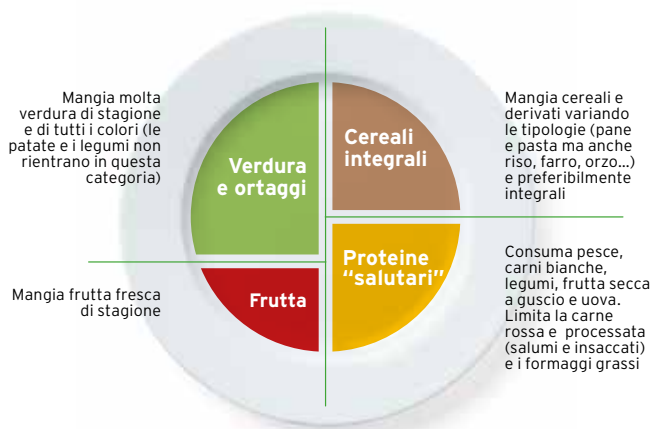 Mangia molta
verdura di stagione
e di tutti i colori (le
patate e i legumi non
rientrano in questa
categoria)
Verdura
e ortaggi
Cereali
integrali
Mangia cereali e
derivati variando
le tipologie (pane
e pasta ma anche
riso, farro, orzo...)
e preferibilmente
integrali
Mangia frutta fresca
di stagione
Frutta
Proteine
“salutari”
Consuma pesce,
carni bianche,
legumi, frutta secca
a guscio e uova.
Limita la carne
rossa e processata
(salumi e insaccati)
e i formaggi grassi